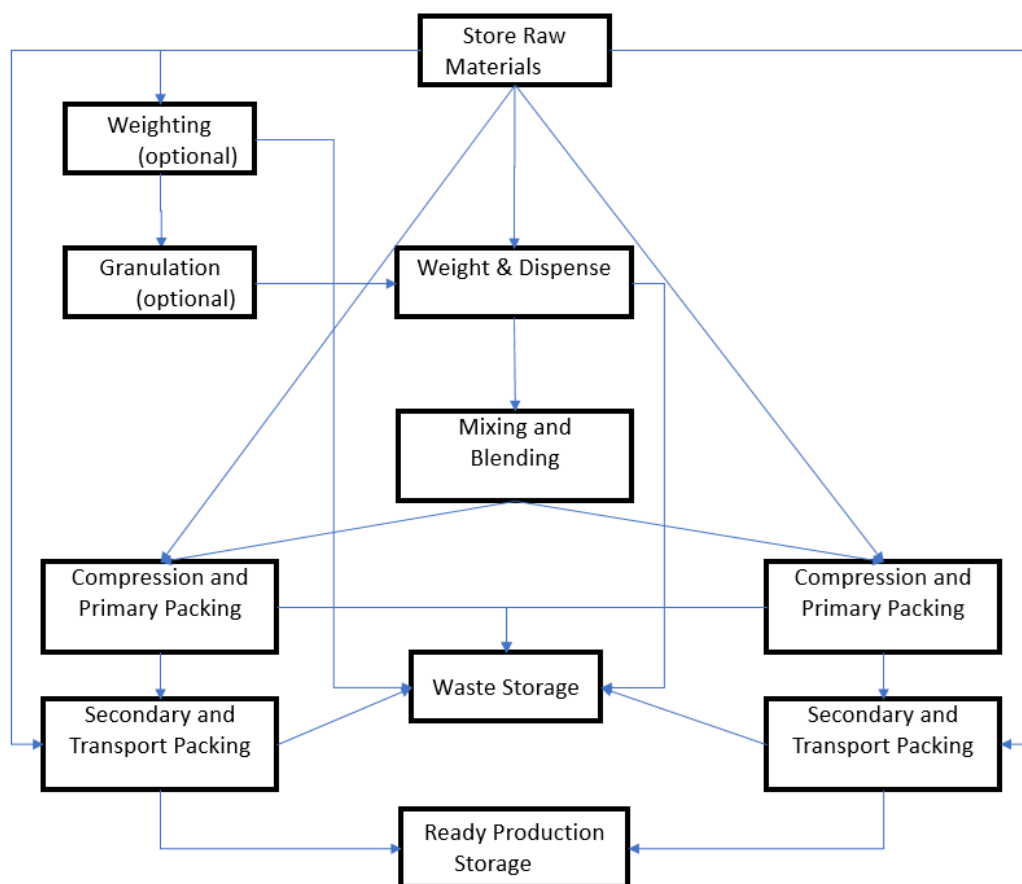 Store Raw
Materials
Weighting
(optional)
Granulation
(optional)
Weight & Dispense
Mixing and
Blending
Compression and
Primary Packing
Compression and
Primary Packing
Waste Storage
Secondary and
Transport Packing
Secondary and
Transport Packing
Ready Production
Storage